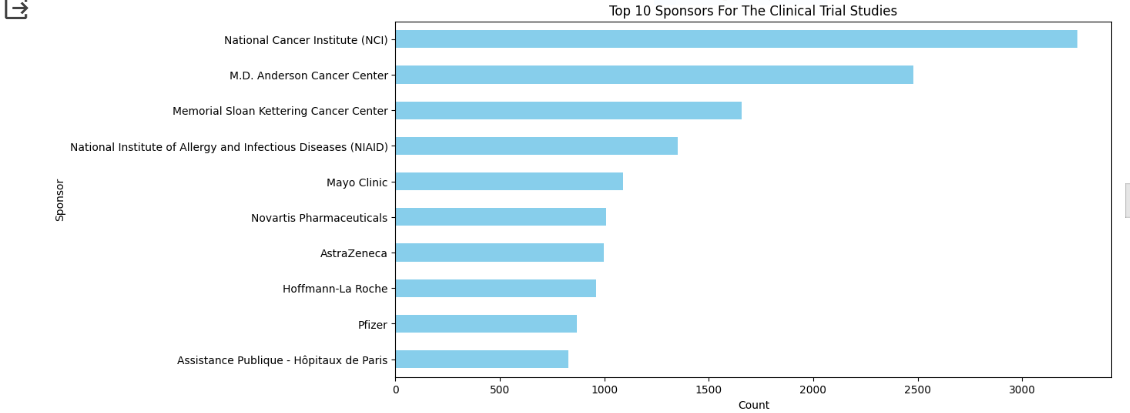 Top 10 Sponsors For The Clinical Trial Studies
National Cancer Institute (NCI)
M.D. Anderson Cancer Center
Memorial Sloan Kettering Cancer Center
National Institute of Allergy and Infectious Diseases (NIAID)
Mayo Clinic
Novartis Pharmaceuticals
AstraZeneca
Hoffmann-La Roche
Pfizer
Assistance Publique - Hôpitaux de Paris
Sponsor
0 500 1000 1500 2000 2500 3000
Count